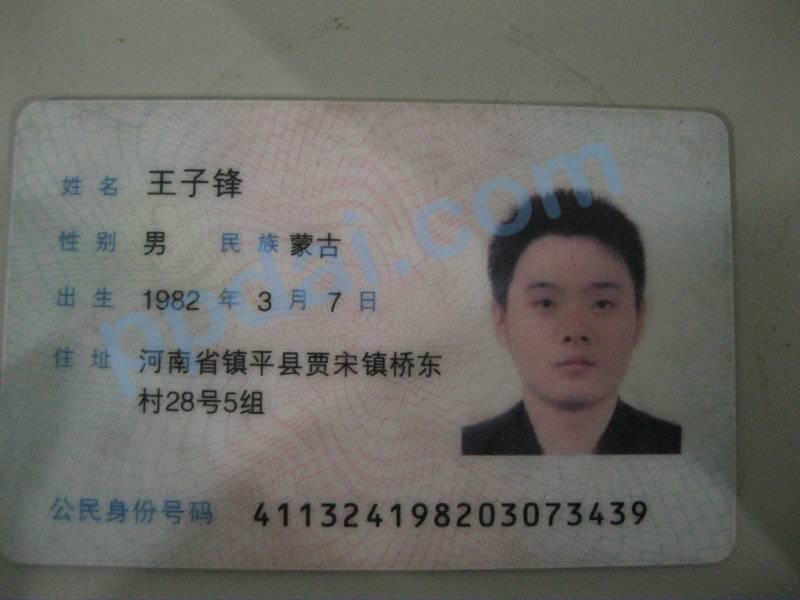 姓名 王子锋
性别 男 民族 蒙古
出生 1982 年 3 月 7 日
住址 河南省镇平县贾宋镇桥东
村28号5组
公民身份号码 411324198203073439
ppdai.com